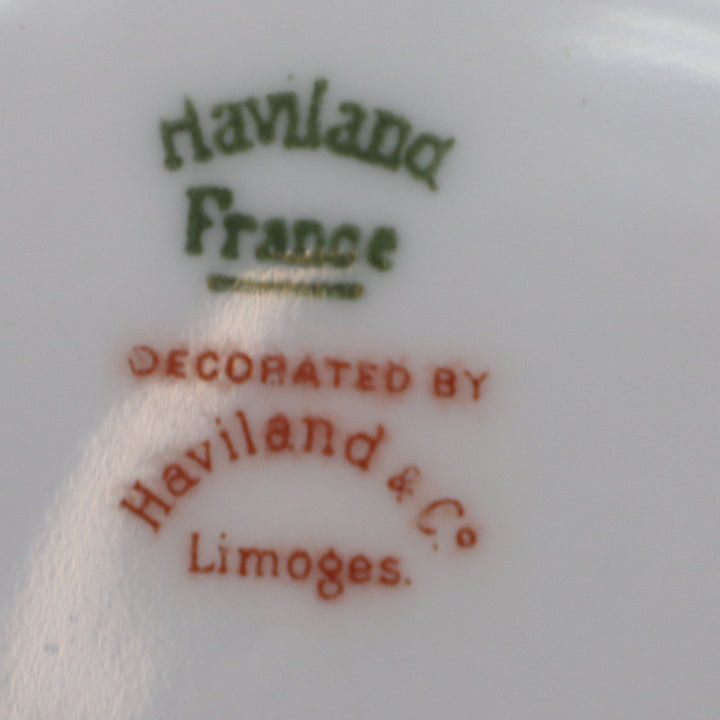 Haviland
France
DECORATED BY
Haviland & Co
Limoges.